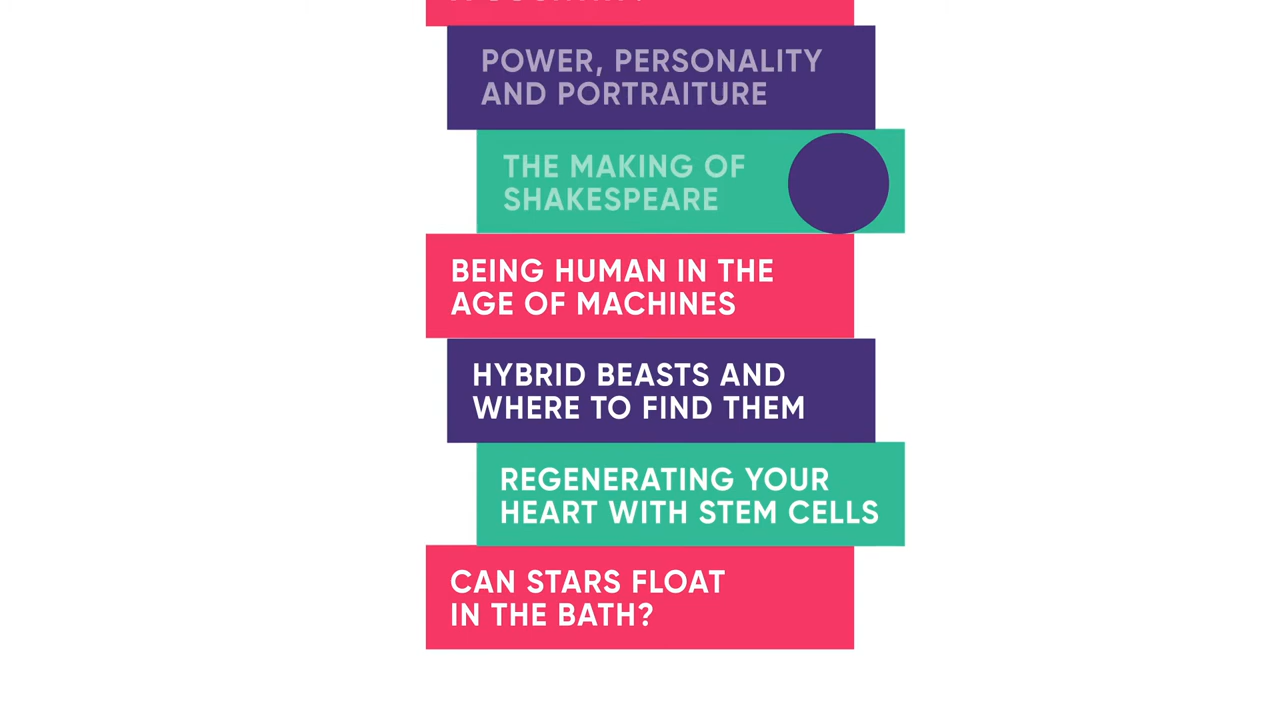 POWER, PERSONALITY
AND PORTRAITURE
THE MAKING OF
SHAKESPEARE
BEING HUMAN IN THE
AGE OF MACHINES
HYBRID BEASTS AND
WHERE TO FIND THEM
REGENERATING YOUR
HEART WITH STEM CELLS
CAN STARS FLOAT
IN THE BATH?